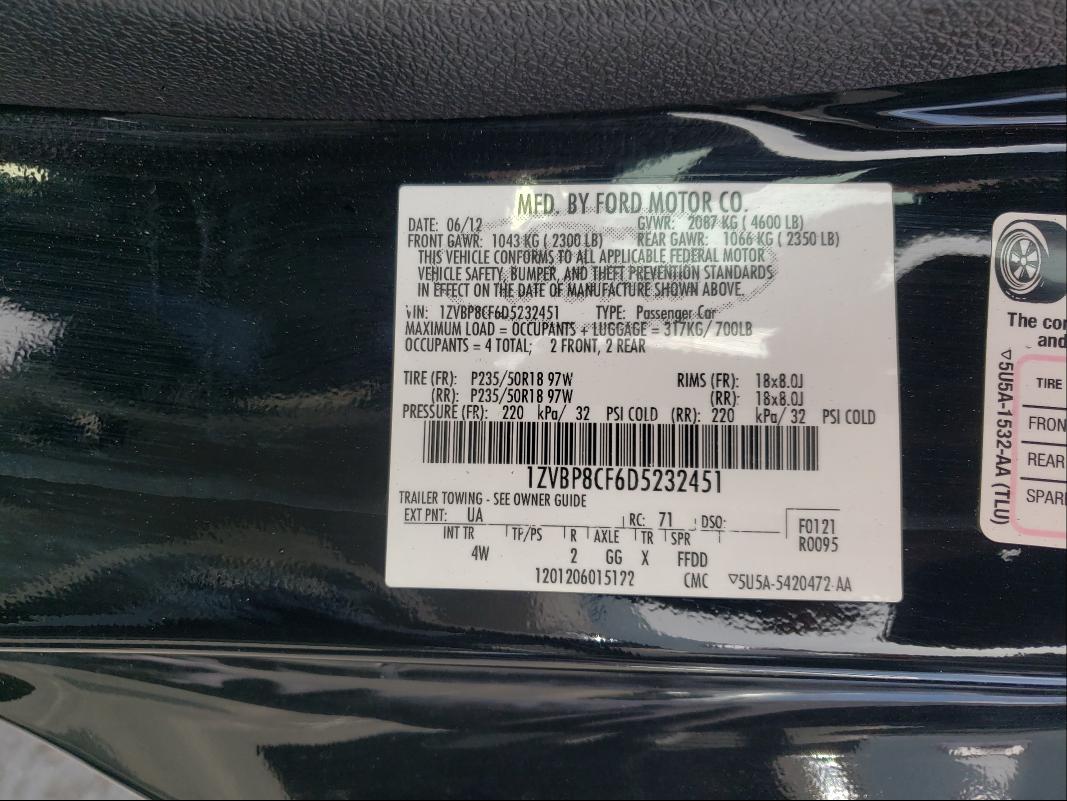 MFD. BY FORD MOTOR CO.
DATE: 06/12 GVWR: 2087 KG ( 4600 LB)
FRONT GAWR: 1043 KG ( 2300 LB) REAR GAWR: 1066 KG ( 2350 LB)
THIS VEHICLE CONFORMS TO ALL APPLICABLE FEDERAL MOTOR
VEHICLE SAFETY, BUMPER, AND THEFT PREVENTION STANDARDS
IN EFFECT ON THE DATE OF MANUFACTURE SHOWN ABOVE.
VIN: 1ZVBP8CF6D5232451 TYPE: Passenger Car
MAXIMUM LOAD = OCCUPANTS + LUGGAGE = 317KG/700LB
OCCUPANTS = 4 TOTAL; 2 FRONT, 2 REAR
TIRE (FR): P235/50R18 97W RIMS (FR): 18x8.0J
(RR): P235/50R18 97W (RR): 18x8.0J
PRESSURE (FR): 220 kPa/ 32 PSI COLD (RR): 220 kPa/ 32 PSI COLD
1ZVBP8CF6D5232451
TRAILER TOWING - SEE OWNER GUIDE
EXT PNT: UA RC: 71 DSO: F0121
INT TR TP/PS R AXLE TR SPR R0095
4W 2 GG X FFDD
1201206015122 CMC ▽5U5A-5420472-AA
The con
and
TIRE
FRON
REAR
SPAR
▽5U5A-1532-AA (TLU)